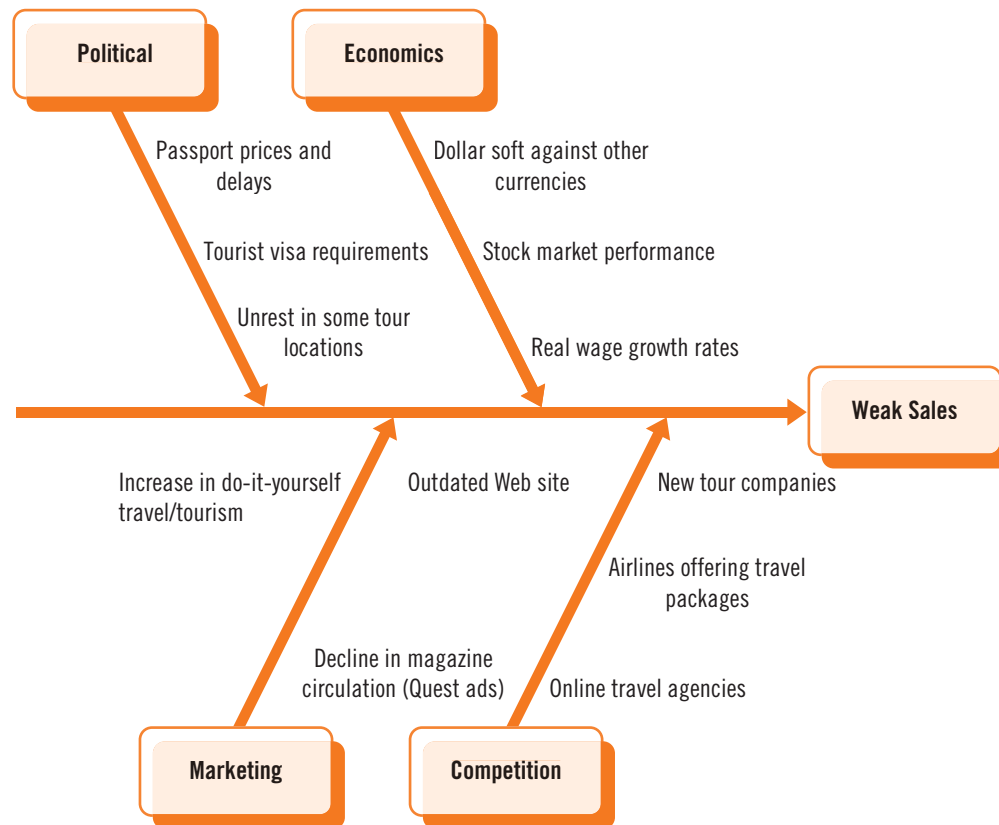 Political
Economics
Passport prices and
delays
Dollar soft against other
currencies
Tourist visa requirements
Stock market performance
Unrest in some tour
locations
Real wage growth rates
Weak Sales
Increase in do-it-yourself
travel/tourism
Outdated Web site
New tour companies
Airlines offering travel
packages
Decline in magazine
circulation (Quest ads)
Online travel agencies
Marketing
Competition